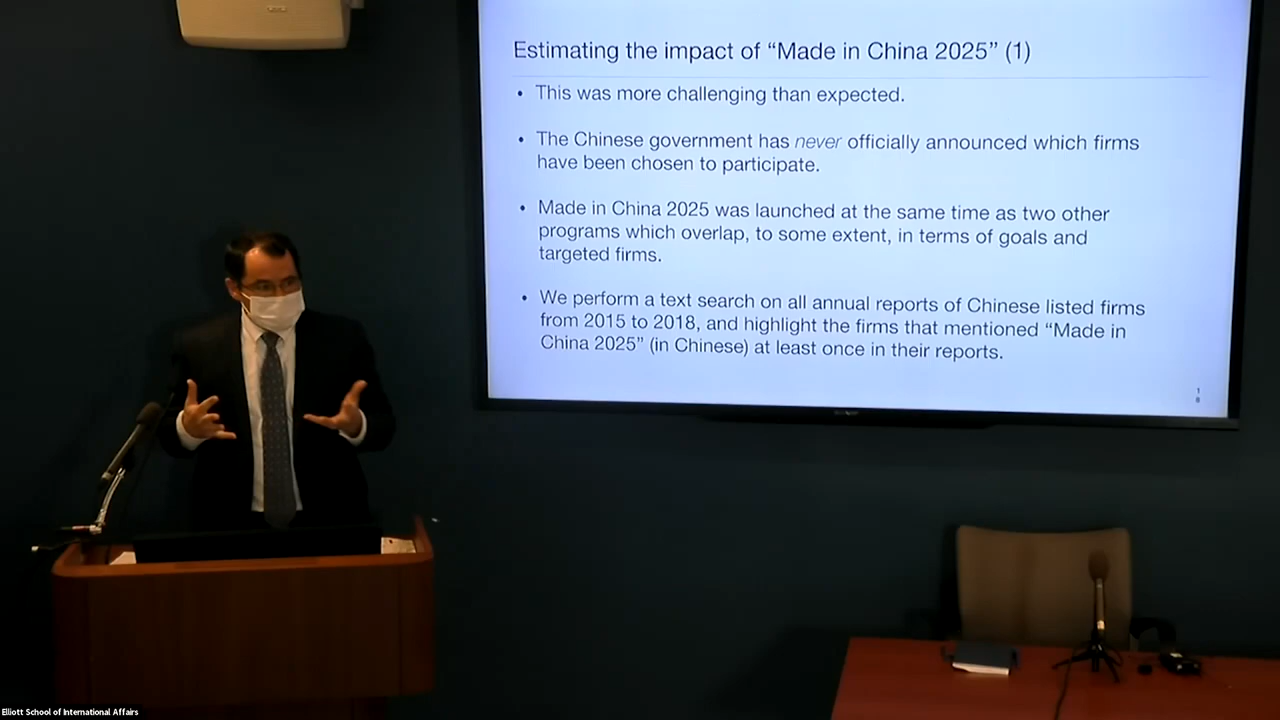 Estimating the impact of “Made in China 2025” (1)
• This was more challenging than expected.
• The Chinese government has never officially announced which firms
have been chosen to participate.
• Made in China 2025 was launched at the same time as two other
programs which overlap, to some extent, in terms of goals and
targeted firms.
• We perform a text search on all annual reports of Chinese listed firms
from 2015 to 2018, and highlight the firms that mentioned “Made in
China 2025” (in Chinese) at least once in their reports.
Elliott School of International Affairs